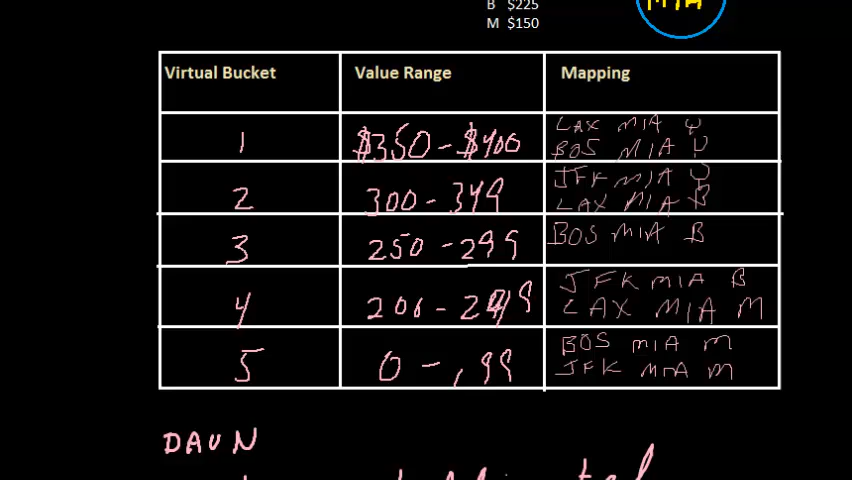 B $225
M $150
MIA
Virtual Bucket Value Range Mapping
1 $350 - $400 LAX MIA Y
BOS MIA Y
2 300 - 349 JFK MIA Y
LAX MIA B
3 250 - 299 BOS MIA B
4 200 - 249 JFK MIA B
LAX MIA M
5 0 - 199 BOS MIA M
JFK MIA M
DAVN